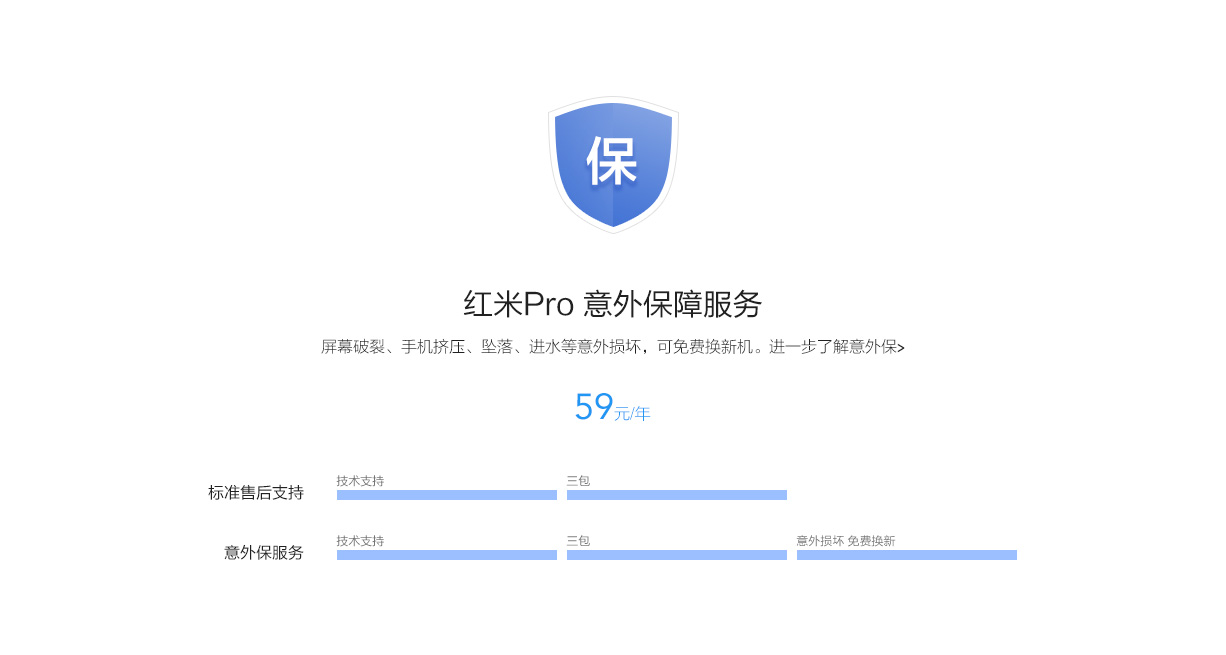 保
红米Pro 意外保障服务
屏幕破裂、手机挤压、坠落、进水等意外损坏，可免费换新机。进一步了解意外保>
59元/年
技术支持 三包
标准售后支持
技术支持 三包 意外损坏 免费换新
意外保服务